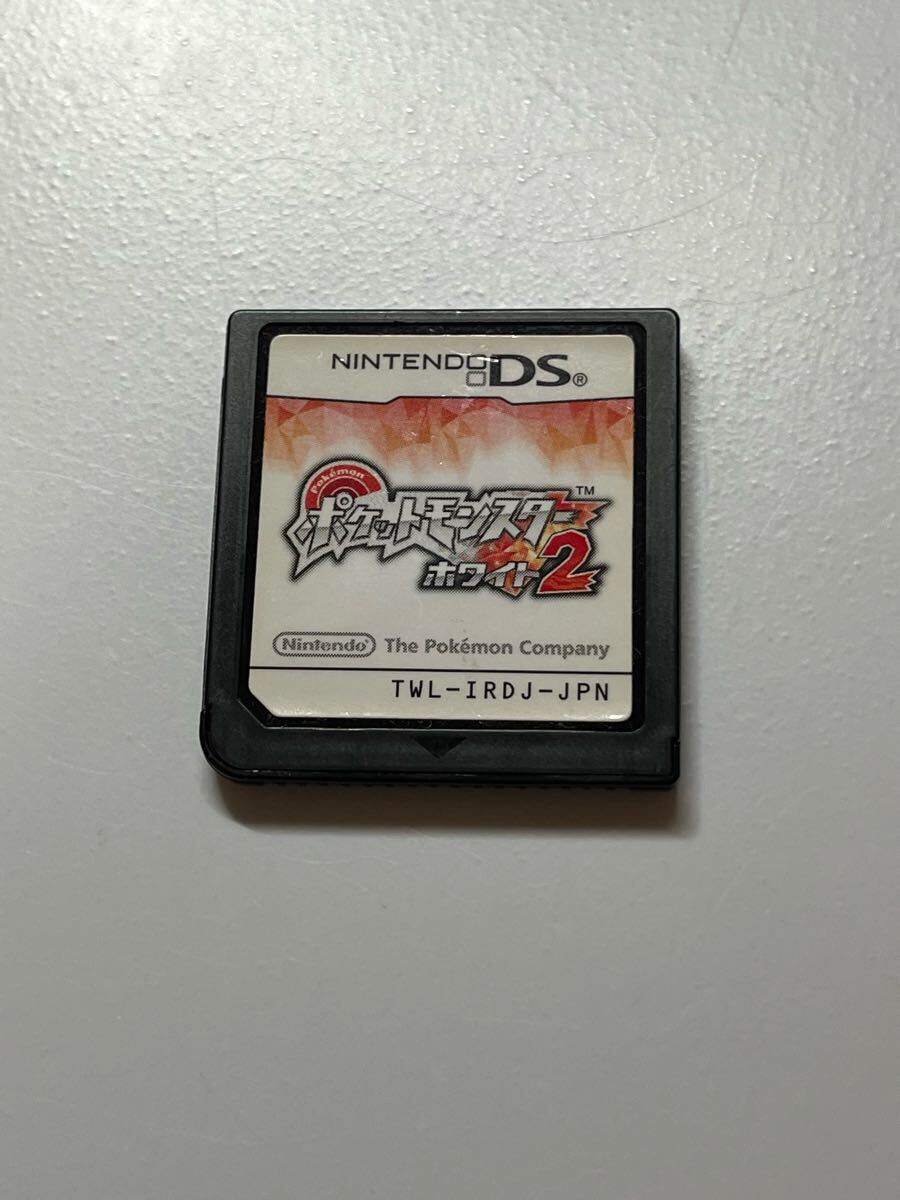 NINTENDO DS®
Pokémon
ポケットモンスター™
ホワイト2
Nintendo® The Pokémon Company
TWL-IRDJ-JPN